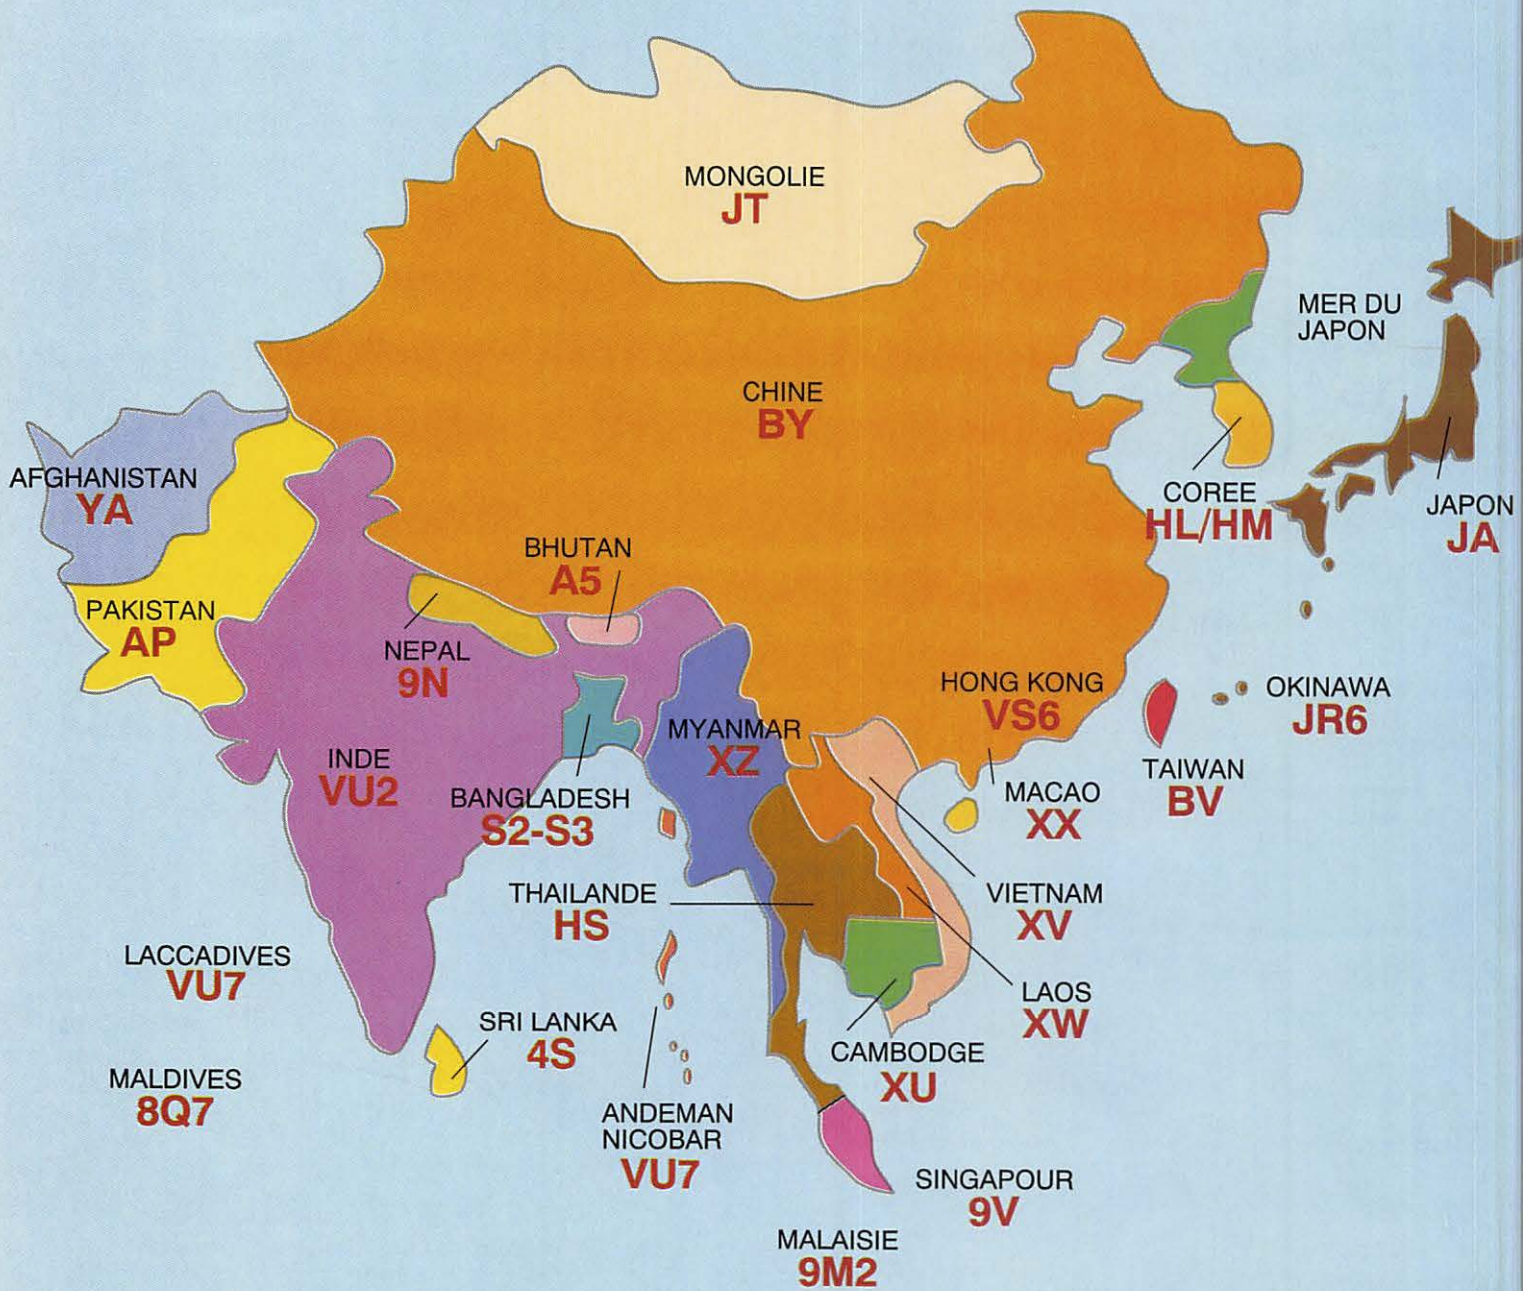 MONGOLIE
JT
MER DU
JAPON
CHINE
BY
AFGHANISTAN
YA
COREE
HL/HM
JAPON
JA
BHUTAN
A5
PAKISTAN
AP
NEPAL
9N
HONG KONG
VS6
OKINAWA
JR6
MYANMAR
XZ
INDE
VU2
TAIWAN
BV
BANGLADESH
S2-S3
MACAO
XX
THAILANDE
HS
VIETNAM
XV
LACCADIVES
VU7
LAOS
XW
SRI LANKA
4S
CAMBODGE
XU
MALDIVES
8Q7
ANDEMAN
NICOBAR
VU7
SINGAPOUR
9V
MALAISIE
9M2